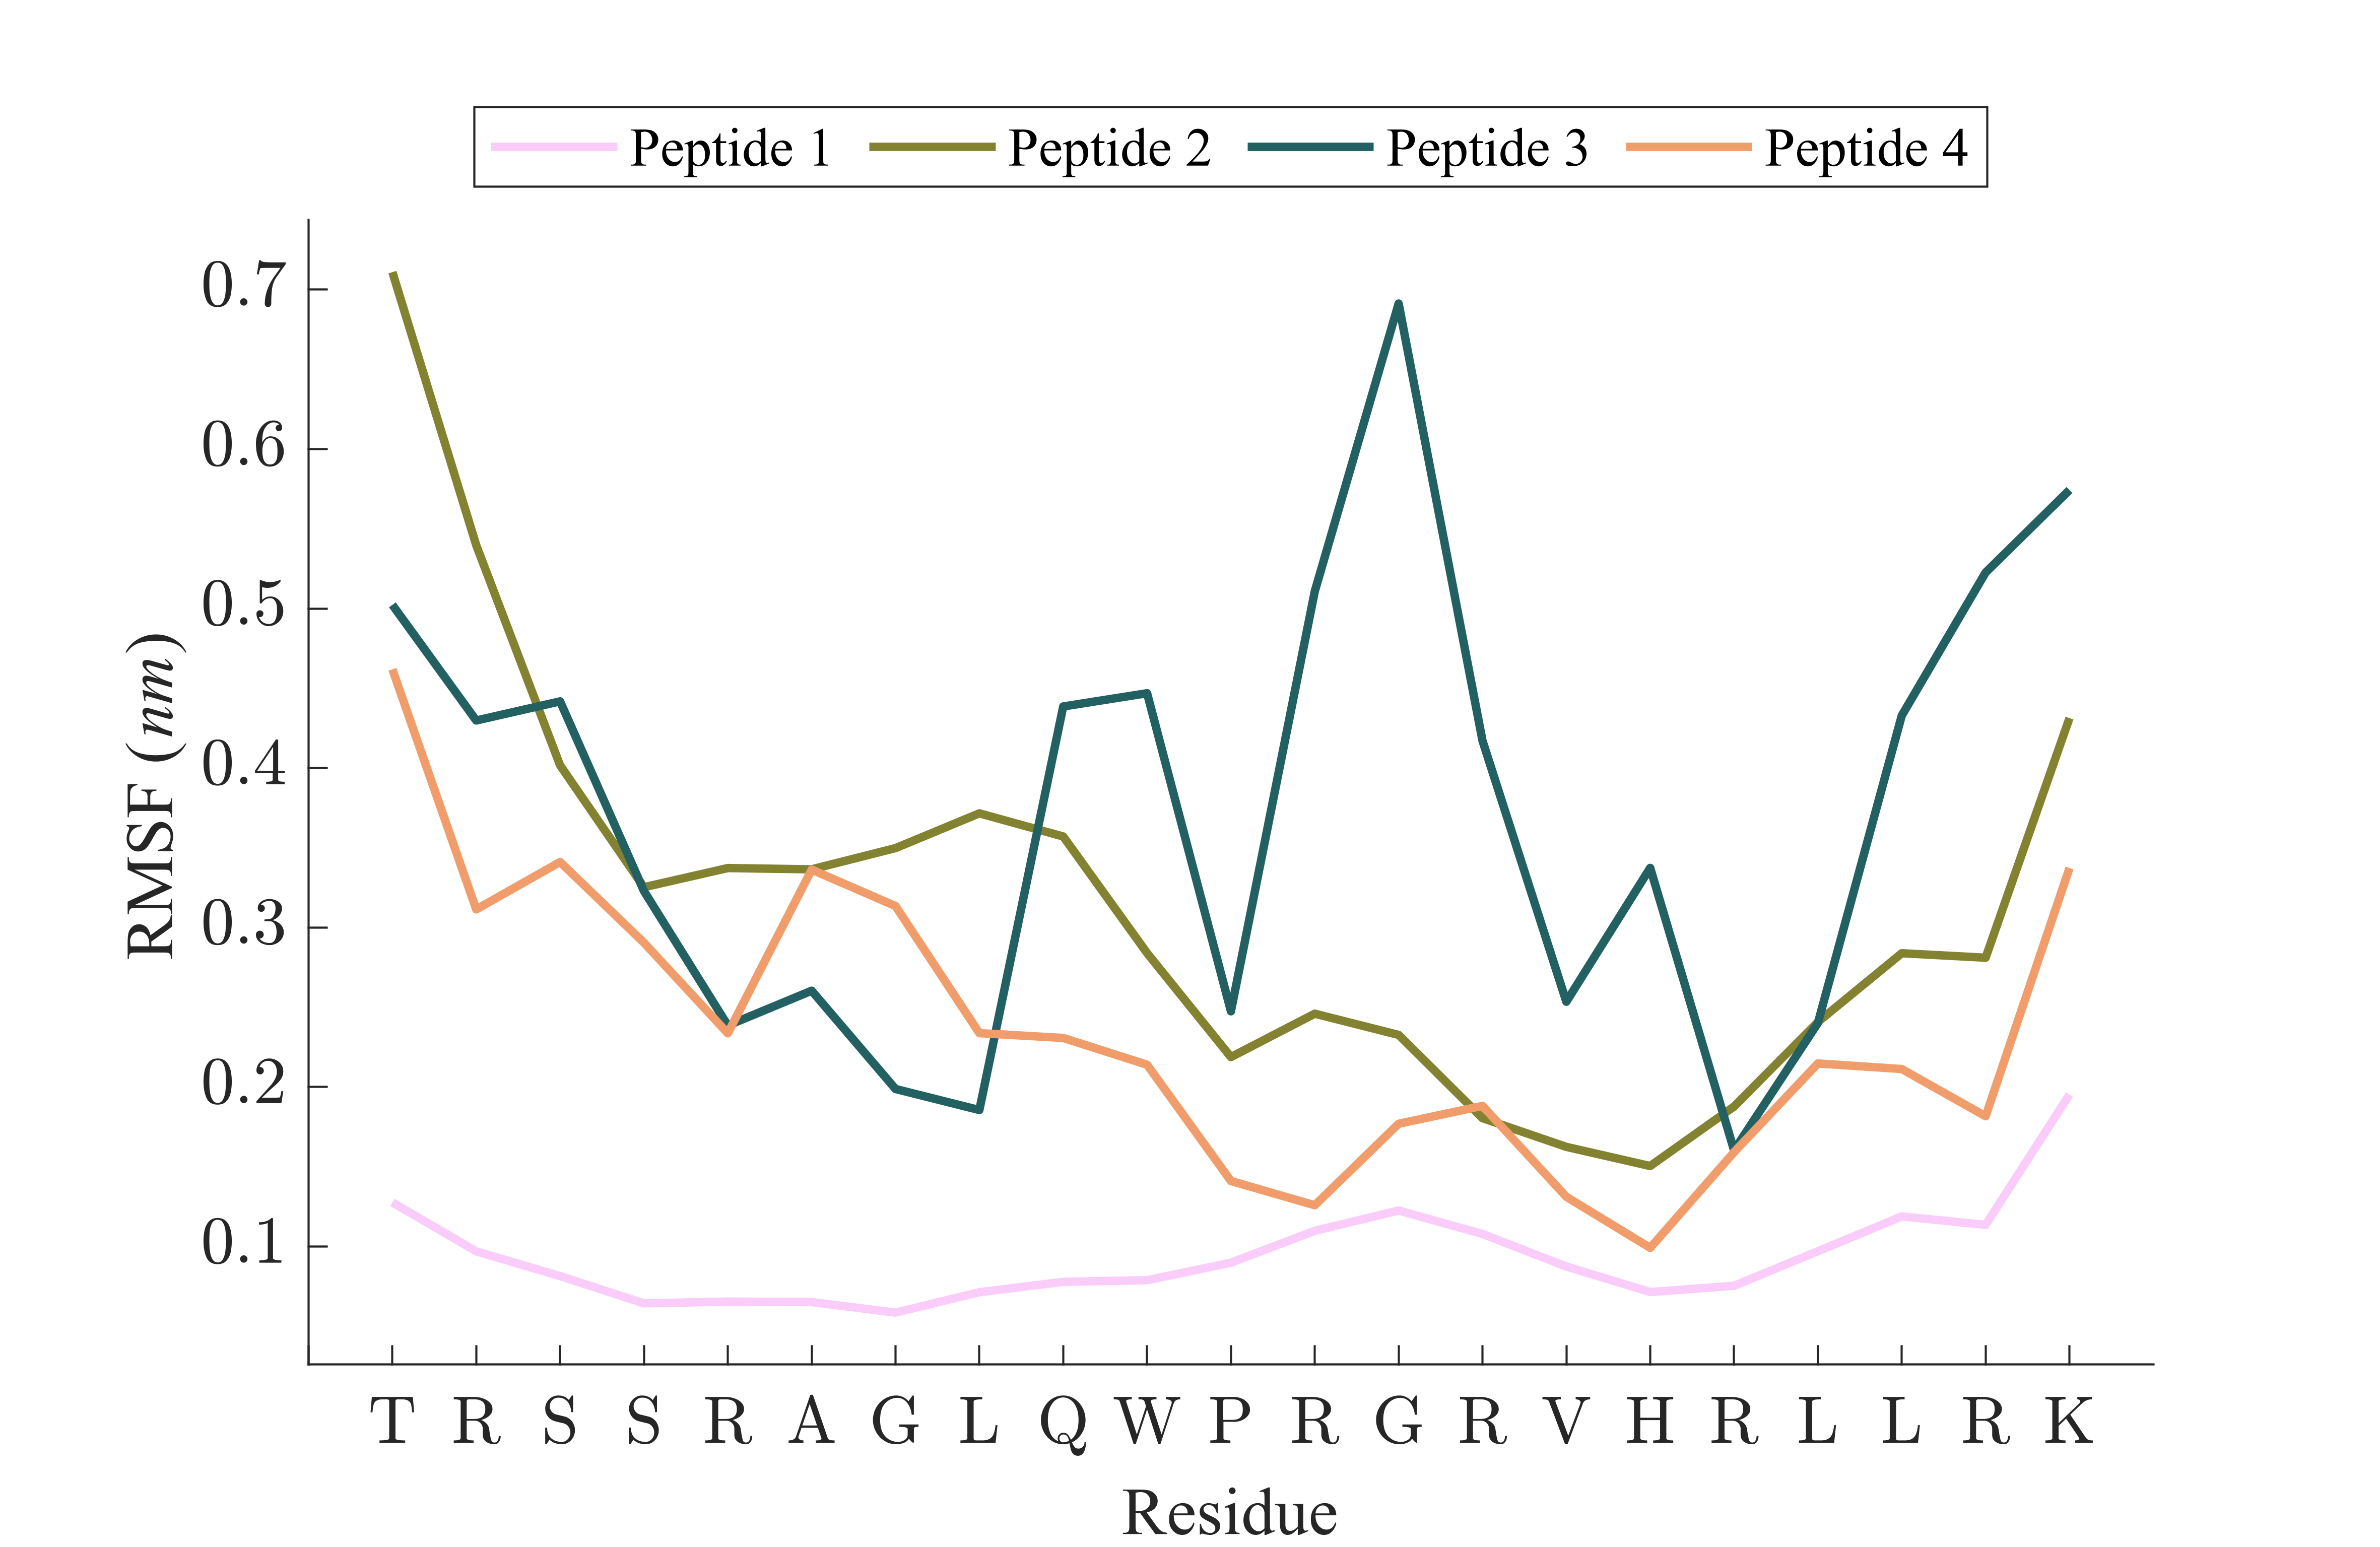 Peptide 1 Peptide 2 Peptide 3 Peptide 4
0.7
0.6
0.5
0.4
0.3
0.2
0.1
RMSF (nm)
T R S S R A G L Q W P R G R V H R L L R K
Residue